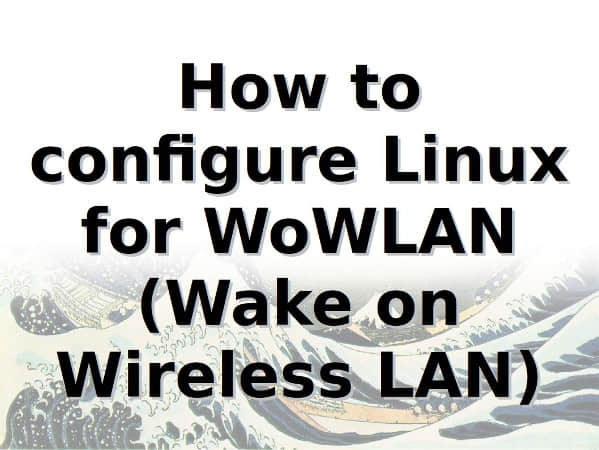 How to
configure Linux
for WoWLAN
(Wake on
Wireless LAN)